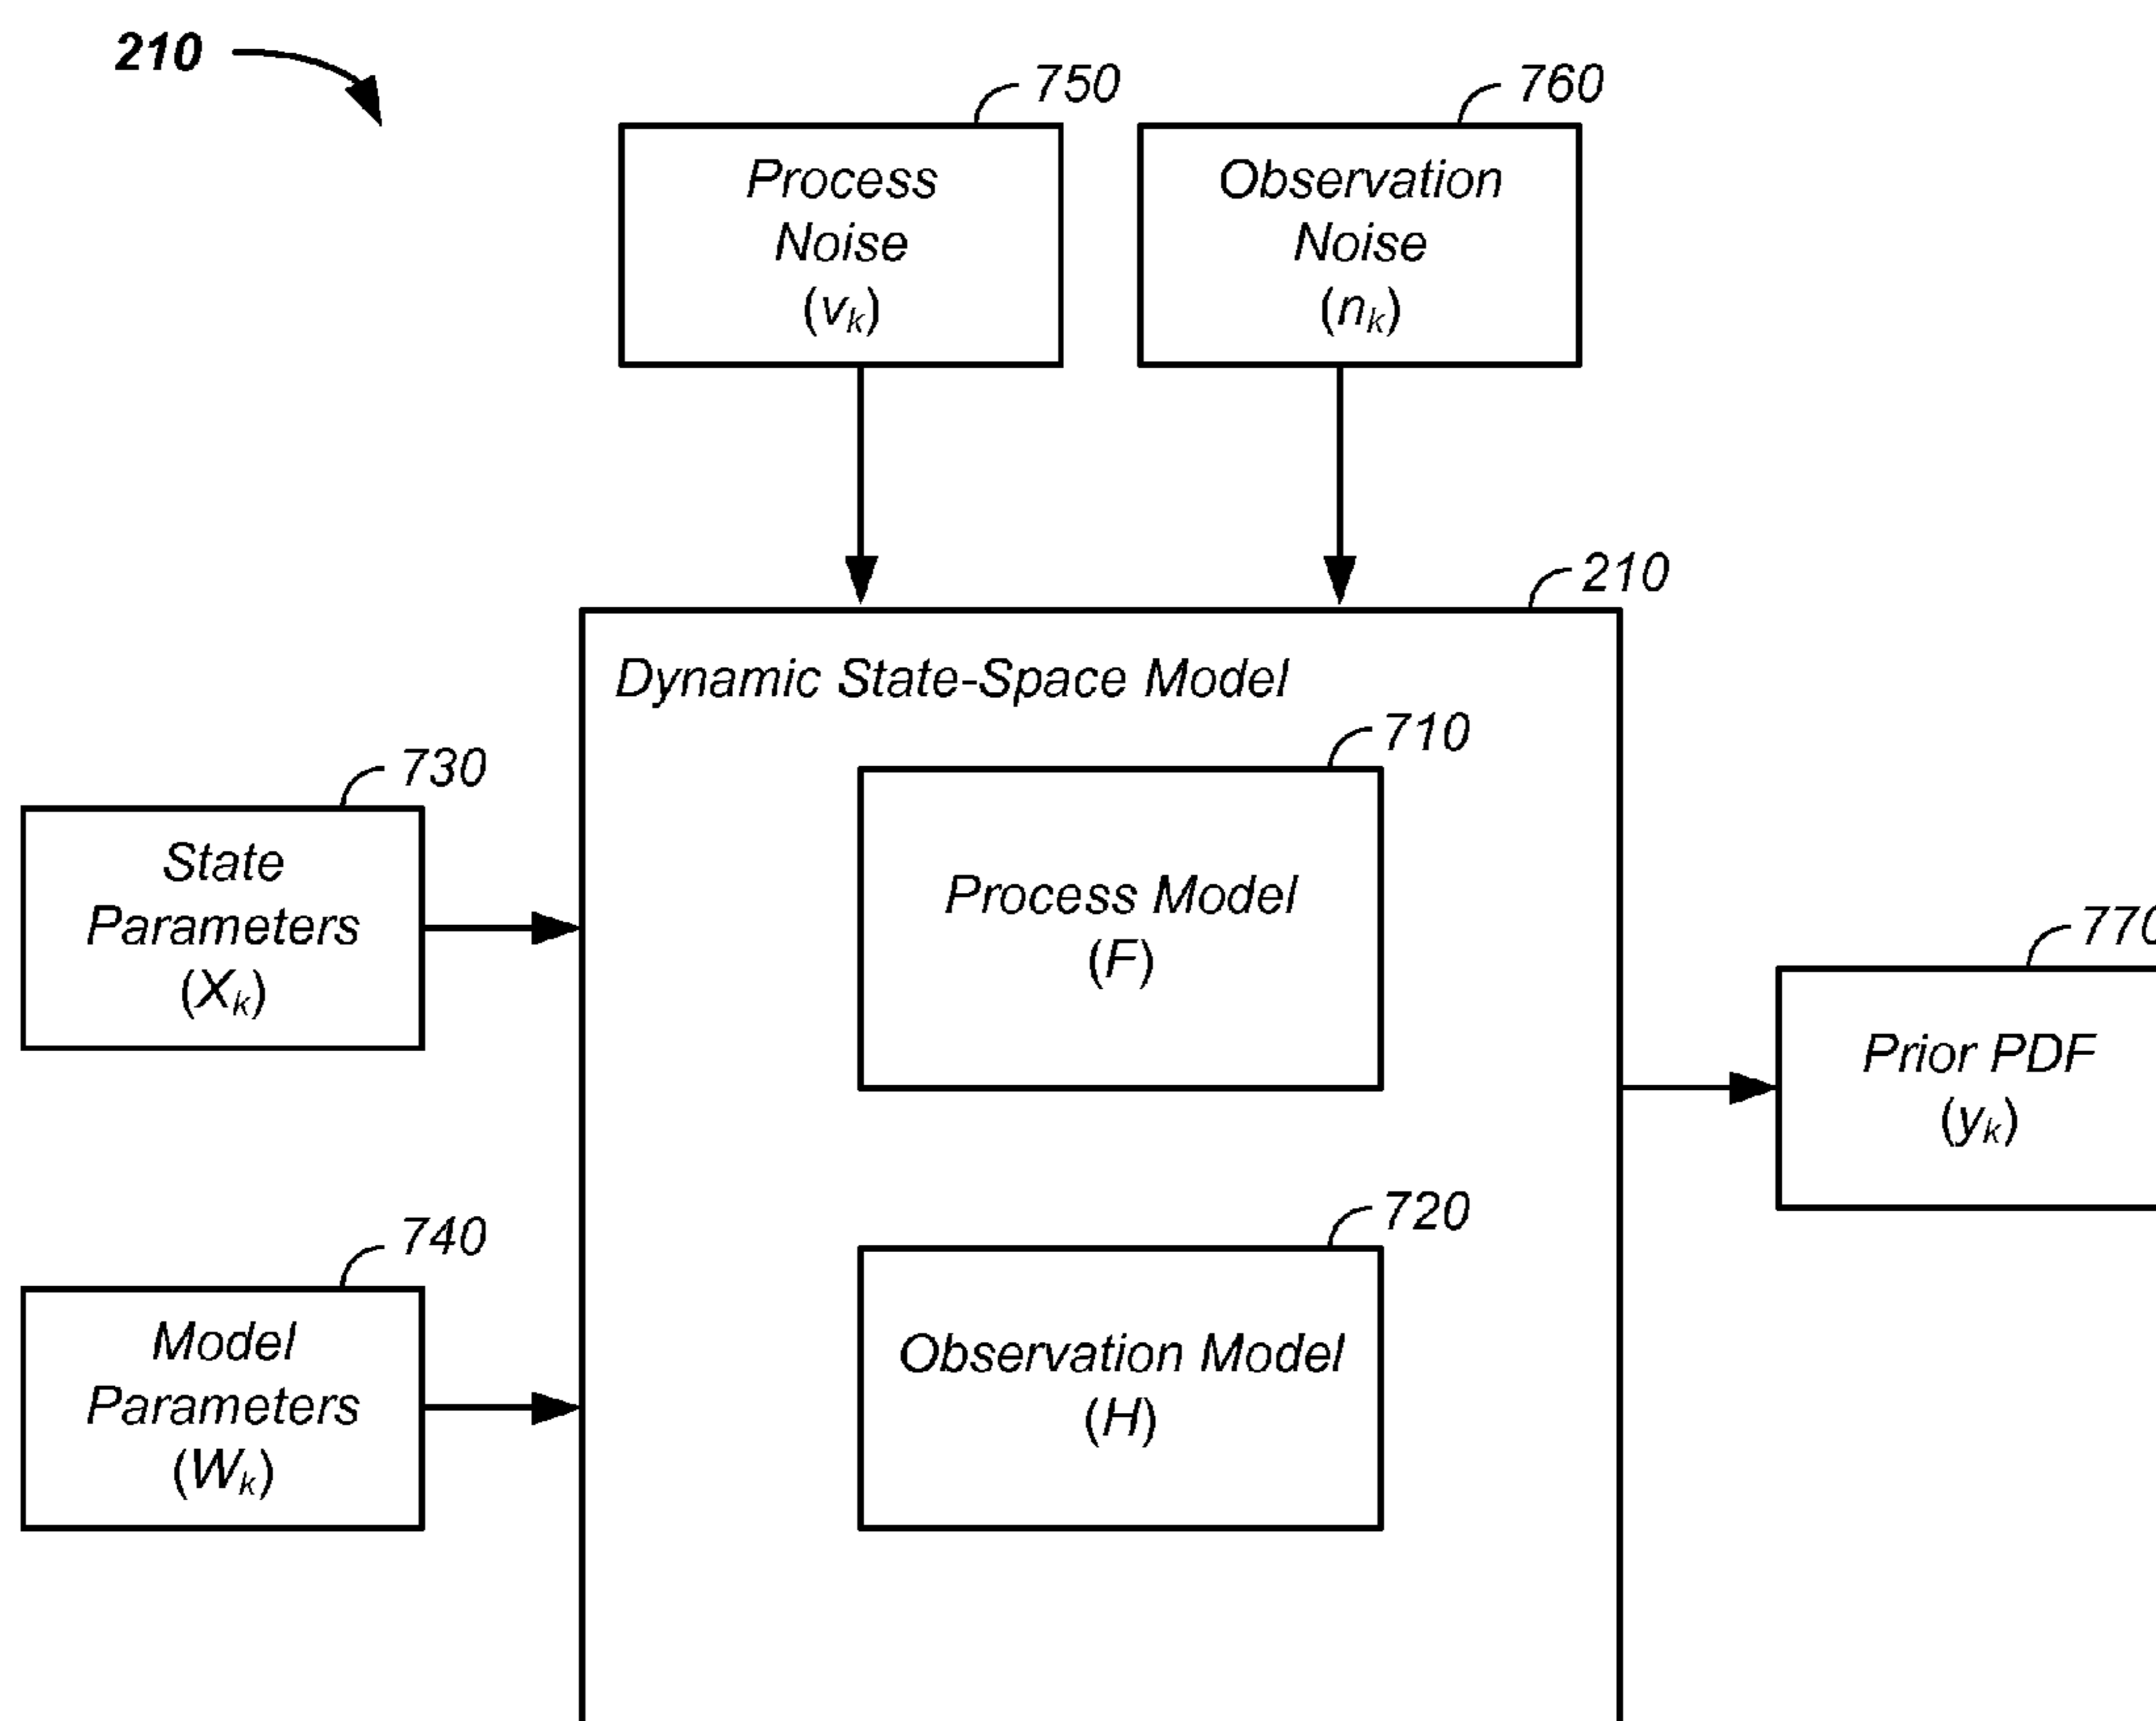 210
750
760
Process
Noise
(vk)
Observation
Noise
(nk)
210
Dynamic State-Space Model
710
730
State
Parameters
(Xk)
Process Model
(F)
770
Prior PDF
(yk)
720
740
Model
Parameters
(Wk)
Observation Model
(H)